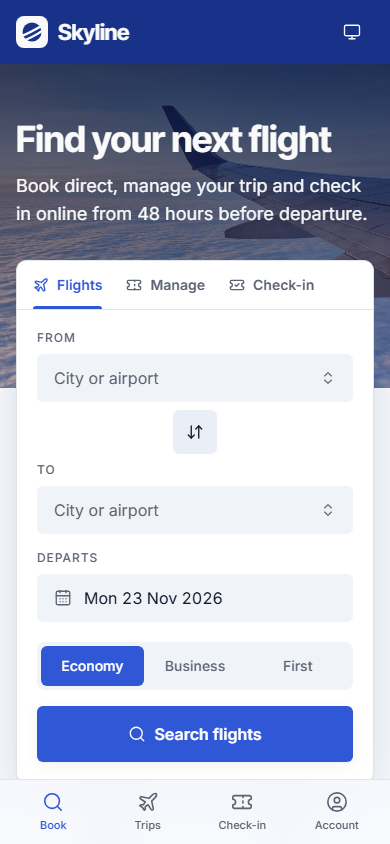 Skyline
Find your next flight
Book direct, manage your trip and check
in online from 48 hours before departure.
Flights
Manage
Check-in
FROM
City or airport
TO
City or airport
DEPARTS
Mon 23 Nov 2026
Economy
Business
First
Search flights
Book
Trips
Check-in
Account